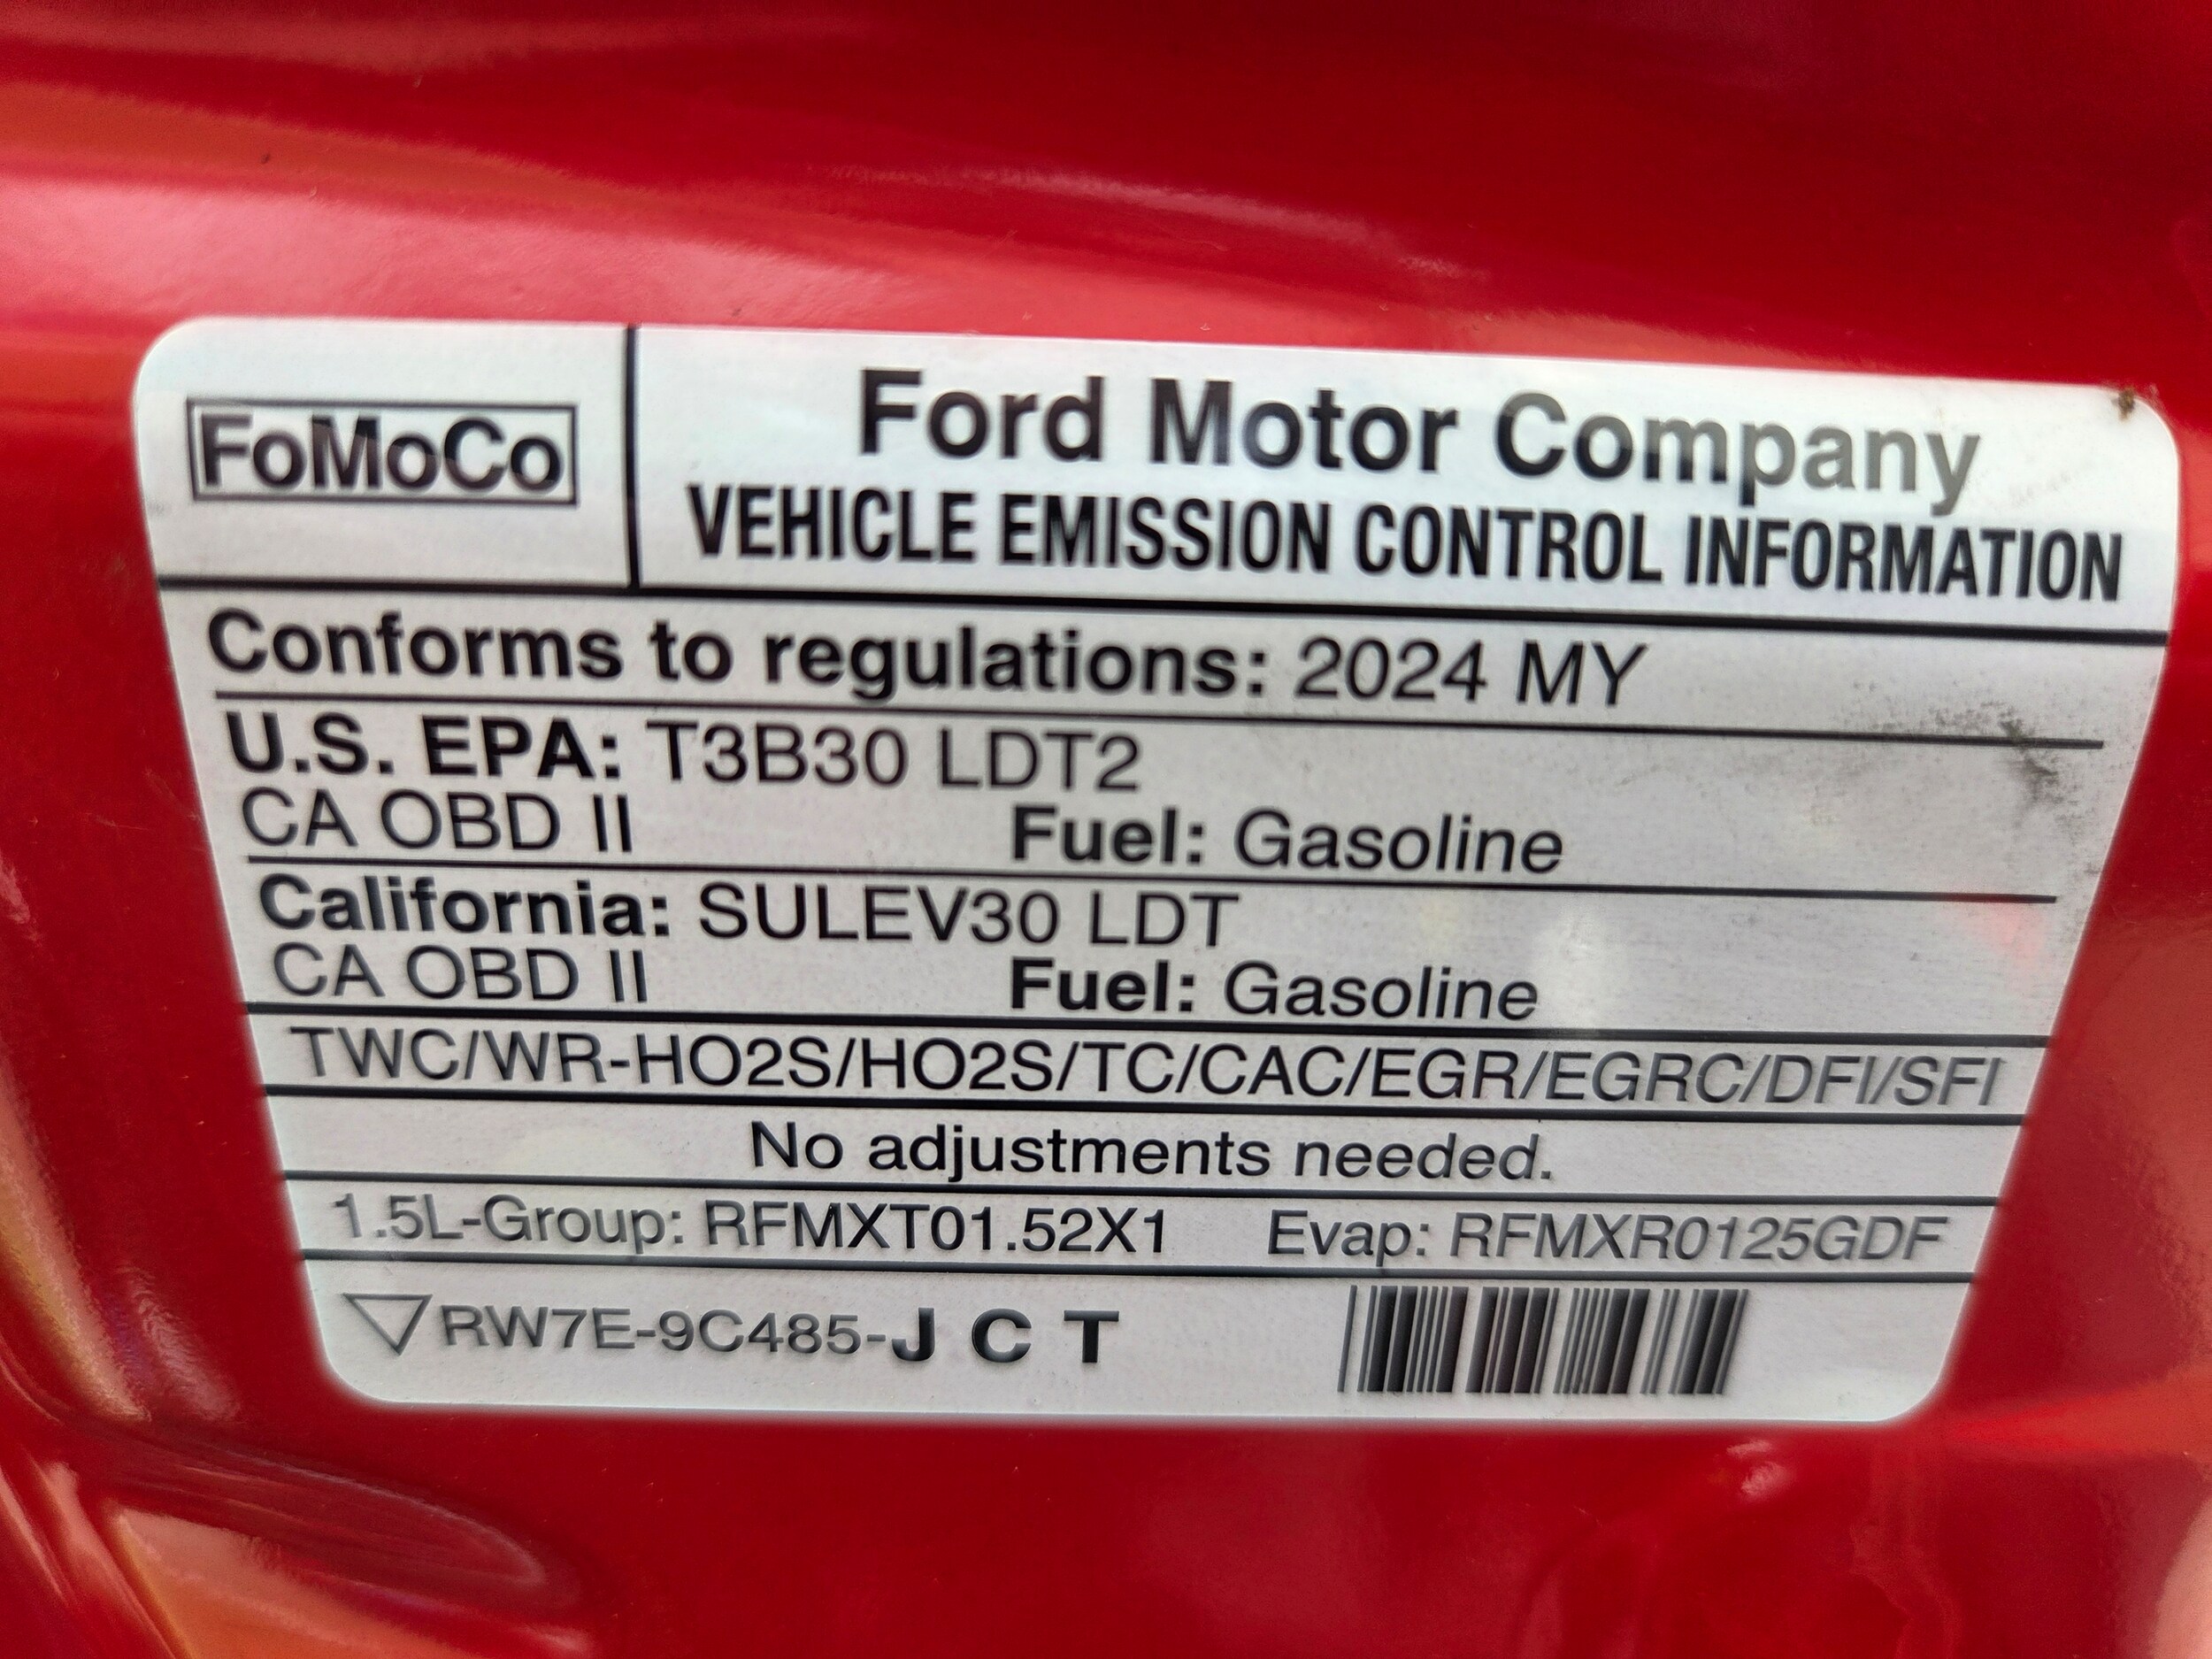 FoMoCo
Ford Motor Company
VEHICLE EMISSION CONTROL INFORMATION
Conforms to regulations: 2024 MY
U.S. EPA: T3B30 LDT2
CA OBD II Fuel: Gasoline
California: SULEV30 LDT
CA OBD II Fuel: Gasoline
TWC/WR-HO2S/HO2S/TC/CAC/EGR/EGRC/DFI/SFI
No adjustments needed.
1.5L-Group: RFMXT01.52X1 Evap: RFMXR0125GDF
RW7E-9C485-J C T